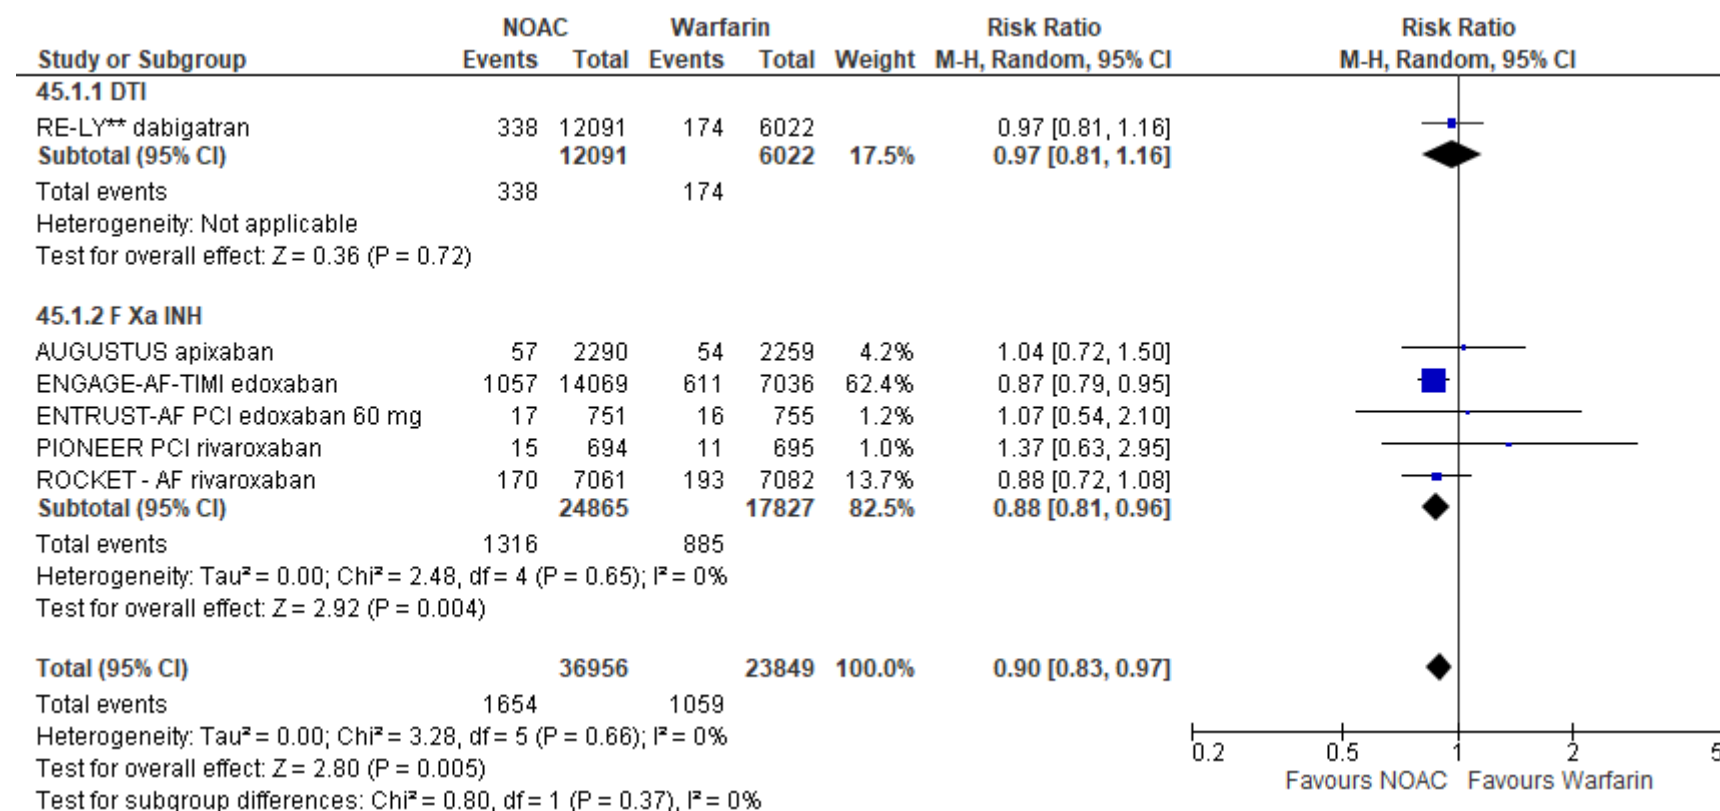 NOAC Warfarin Risk Ratio Risk Ratio
Study or Subgroup Events Total Events Total Weight M-H, Random, 95% CI M-H, Random, 95% CI
45.1.1 DTI
RE-LY** dabigatran 338 12091 174 6022 0.97 [0.81, 1.16]
Subtotal (95% CI) 12091 6022 17.5% 0.97 [0.81, 1.16]
Total events 338 174
Heterogeneity: Not applicable
Test for overall effect: Z = 0.36 (P = 0.72)
45.1.2 F Xa INH
AUGUSTUS apixaban 57 2290 54 2259 4.2% 1.04 [0.72, 1.50]
ENGAGE-AF-TIMI edoxaban 1057 14069 611 7036 62.4% 0.87 [0.79, 0.95]
ENTRUST-AF PCI edoxaban 60 mg 17 751 16 755 1.2% 1.07 [0.54, 2.10]
PIONEER PCI rivaroxaban 15 694 11 695 1.0% 1.37 [0.63, 2.95]
ROCKET - AF rivaroxaban 170 7061 193 7082 13.7% 0.88 [0.72, 1.08]
Subtotal (95% CI) 24865 17827 82.5% 0.88 [0.81, 0.96]
Total events 1316 885
Heterogeneity: Tau² = 0.00; Chi² = 2.48, df = 4 (P = 0.65); I² = 0%
Test for overall effect: Z = 2.92 (P = 0.004)
Total (95% CI) 36956 23849 100.0% 0.90 [0.83, 0.97]
Total events 1654 1059
Heterogeneity: Tau² = 0.00; Chi² = 3.28, df = 5 (P = 0.66); I² = 0%
Test for overall effect: Z = 2.80 (P = 0.005)
Test for subgroup differences: Chi² = 0.80, df = 1 (P = 0.37), I² = 0%
0.2 0.5 1 2 5
Favours NOAC Favours Warfarin